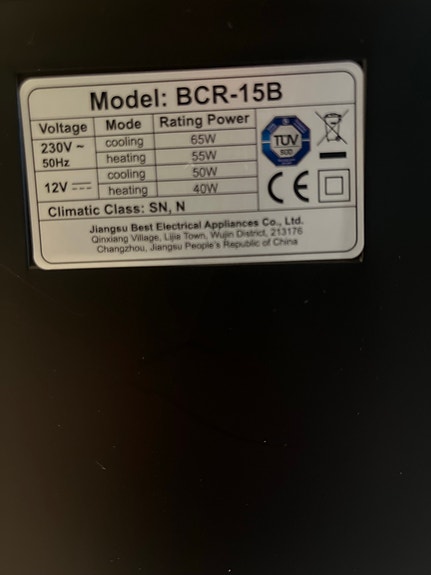 Model: BCR-15B
Voltage Mode Rating Power
230V ~ 50Hz cooling 65W
heating 55W
12V ⎓ cooling 50W
heating 40W
Climatic Class: SN, N
TÜV
SÜD
CE
Jiangsu Best Electrical Appliances Co., Ltd.
Qinxiang Village, Lijia Town, Wujin District, 213176
Changzhou, Jiangsu People's Republic of China